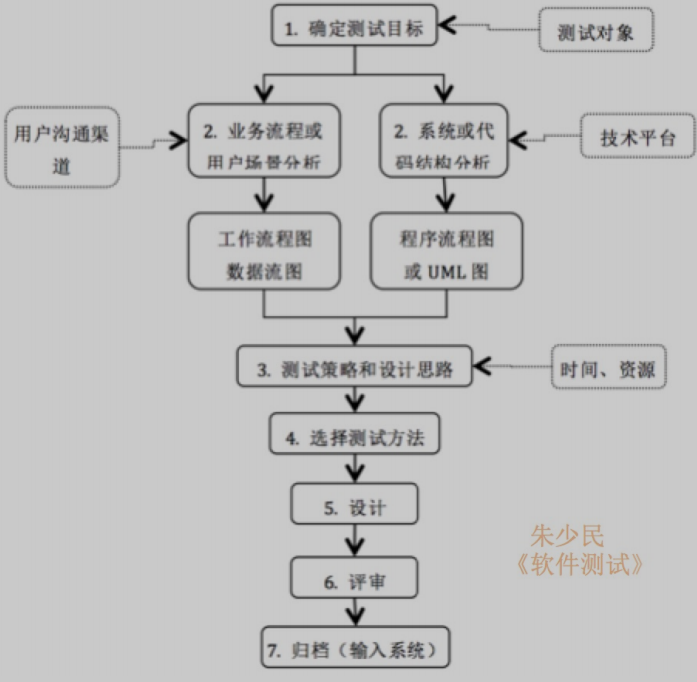 1. 确定测试目标
测试对象
用户沟通渠
道
2. 业务流程或
用户场景分析
2. 系统或代
码结构分析
技术平台
工作流程图
数据流图
程序流程图
或 UML 图
3. 测试策略和设计思路
时间、资源
4. 选择测试方法
5. 设计
6. 评审
7. 归档（输入系统）
朱少民
《软件测试》